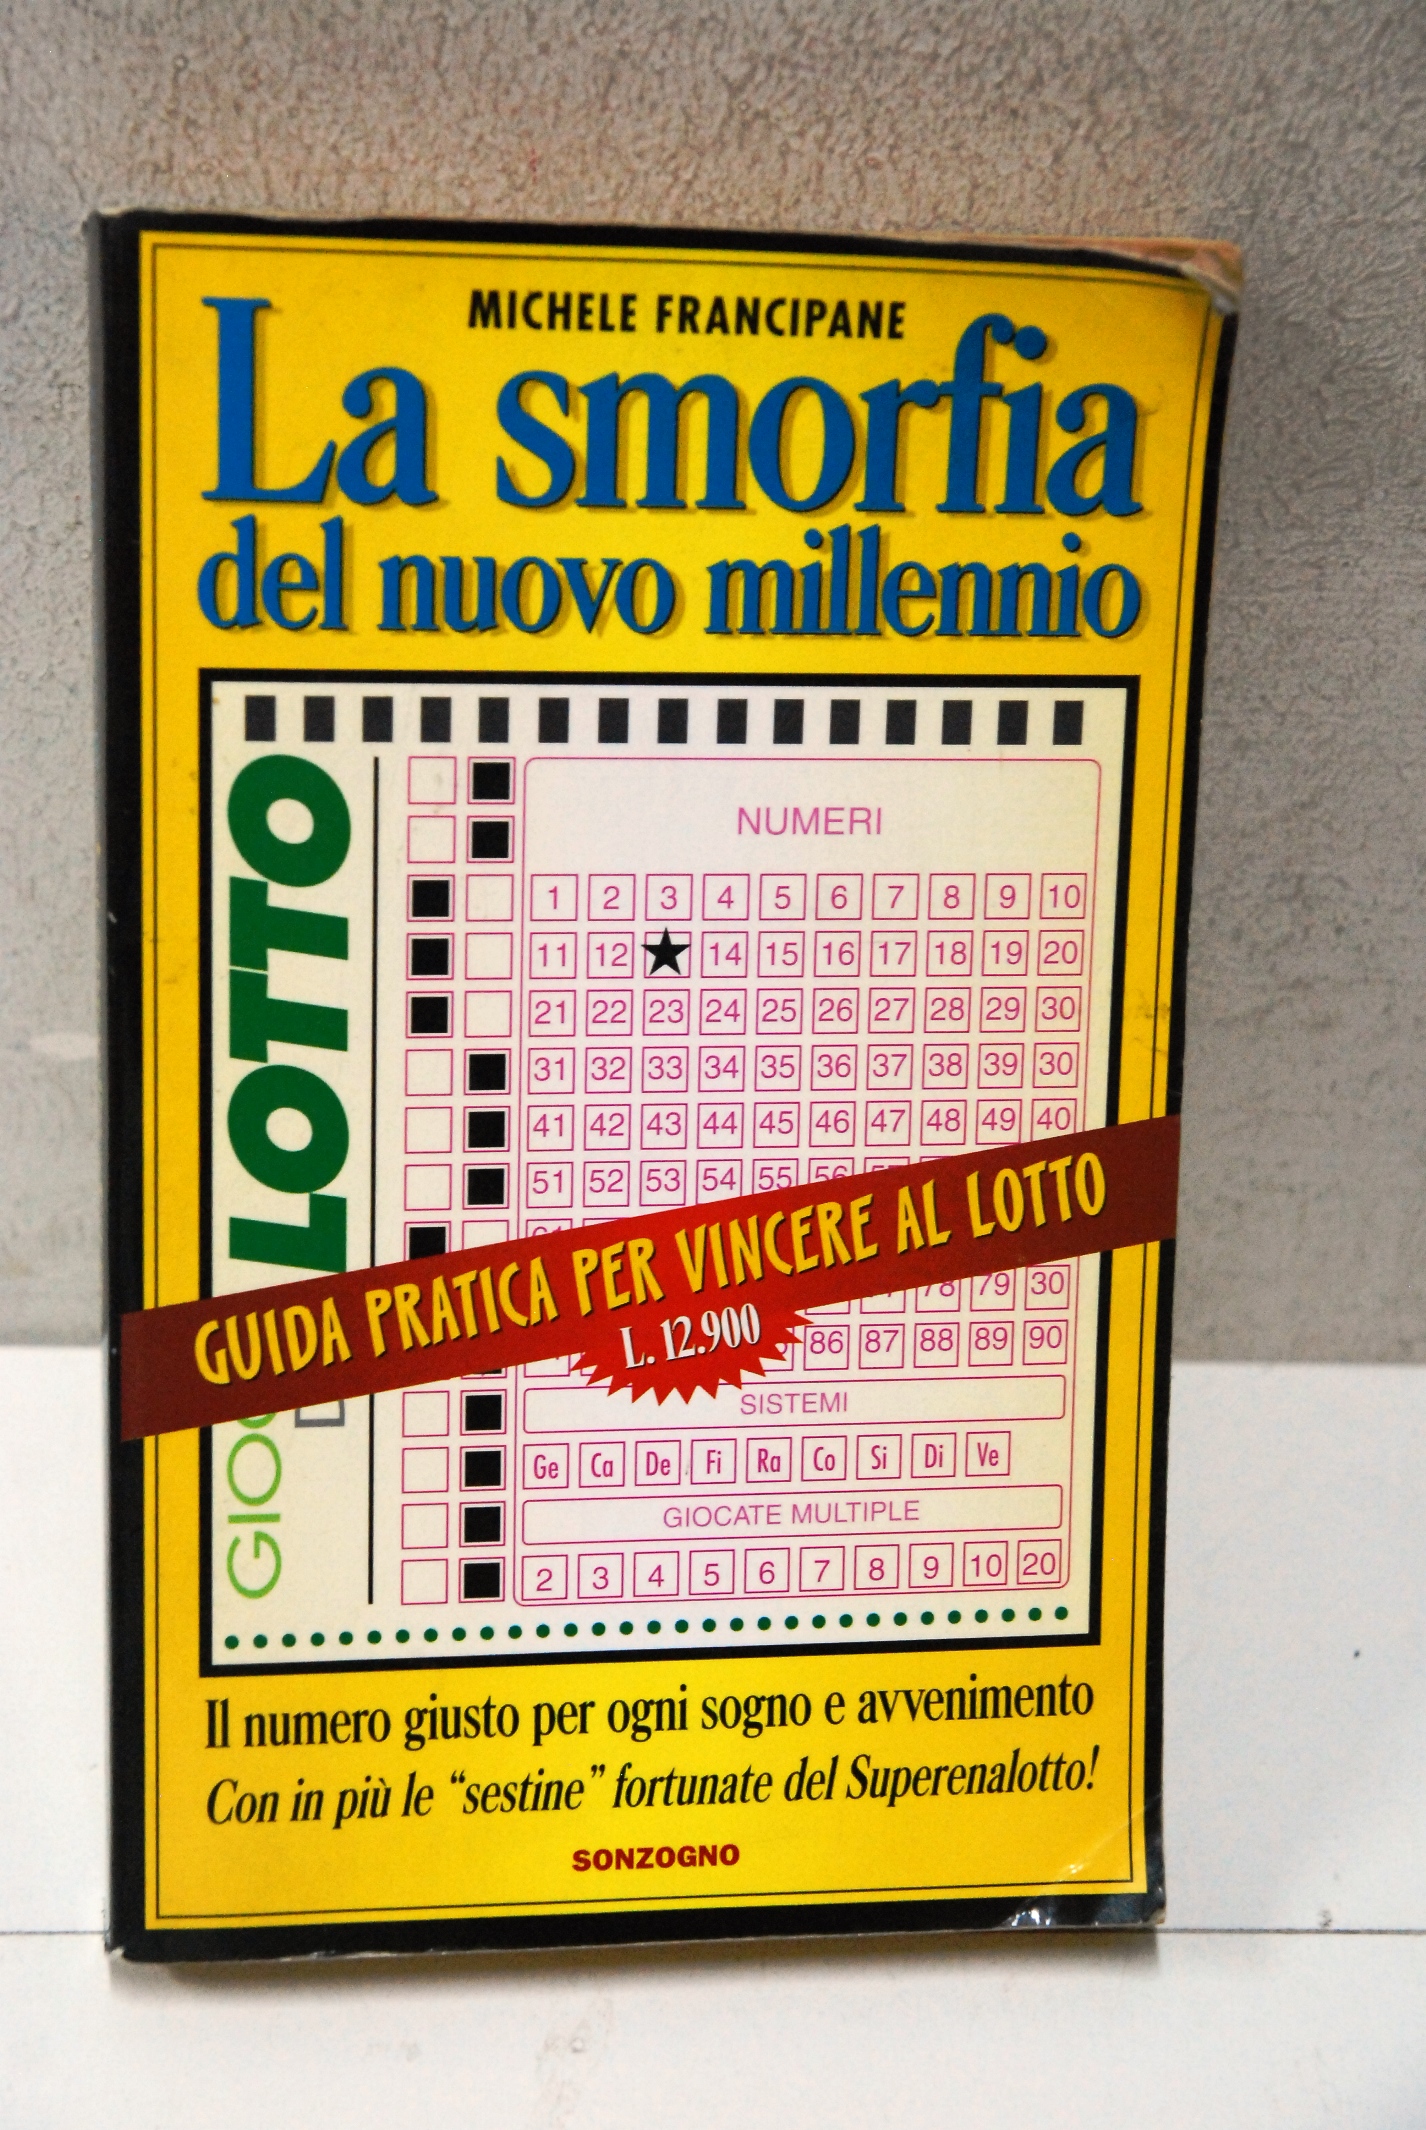 MICHELE FRANCIPANE
La smorfia
del nuovo millennio
LOTTO
NUMERI
1 2 3 4 5 6 7 8 9 10
11 12 14 15 16 17 18 19 20
21 22 23 24 25 26 27 28 29 30
31 32 33 34 35 36 37 38 39 30
41 42 43 44 45 46 47 48 49 40
51 52 53 54 55 56
GUIDA PRATICA PER VINCERE AL LOTTO
L. 12.900
78 79 30
86 87 88 89 90
SISTEMI
Ge Ca De Fi Ra Co Si Di Ve
GIOCATE MULTIPLE
2 3 4 5 6 7 8 9 10 20
Il numero giusto per ogni sogno e avvenimento
Con in più le “sestine” fortunate del Superenalotto!
SONZOGNO